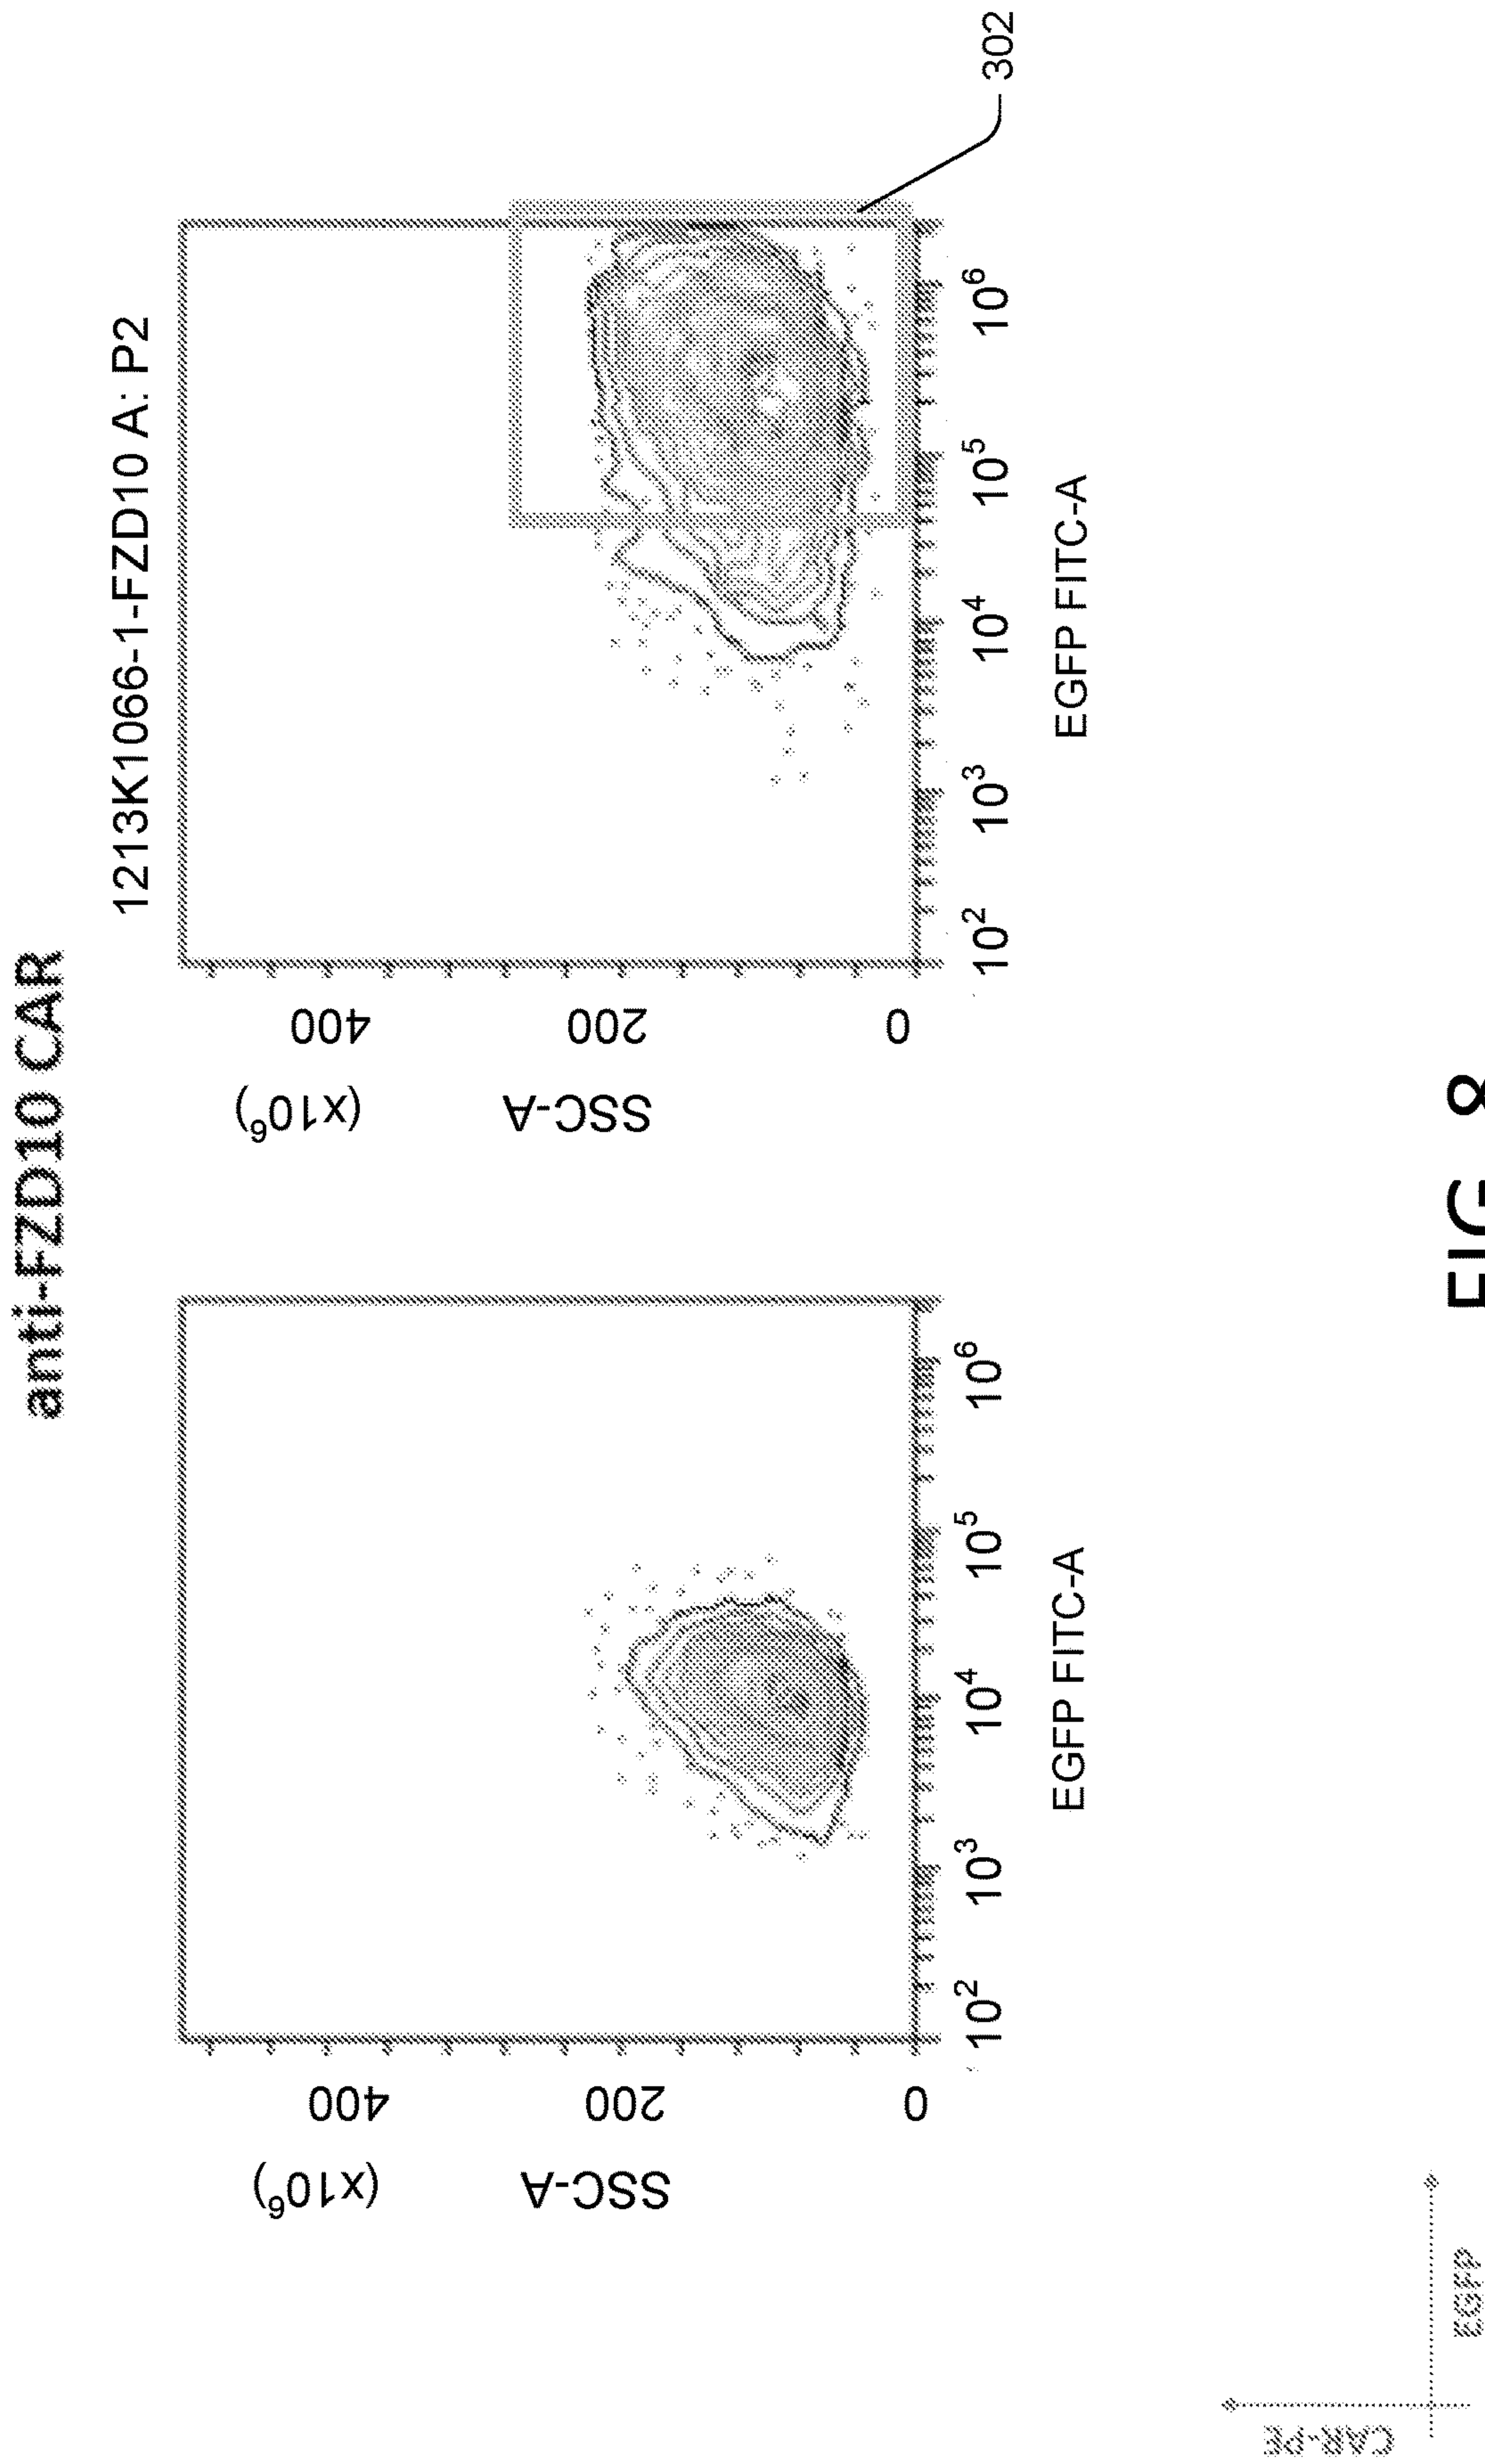 anti-FZD10 CAR
(x10⁶)
400
SSC-A
200
0
10² 10³ 10⁴ 10⁵ 10⁶
EGFP FITC-A
1213K1066-1-FZD10 A: P2
(x10⁶)
400
SSC-A
200
0
10² 10³ 10⁴ 10⁵ 10⁶
EGFP FITC-A
302
CAR-PE
EGFP
FIG. 8